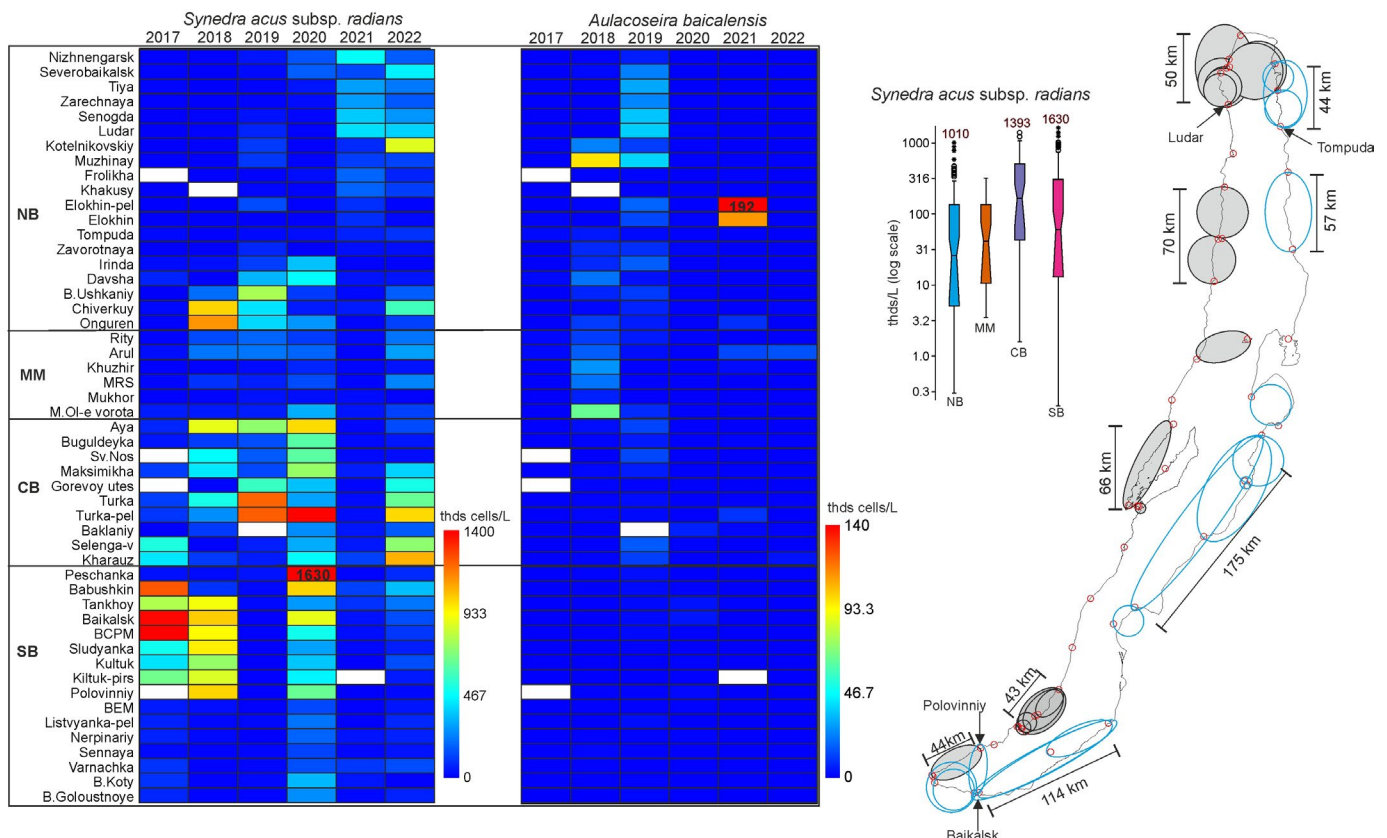 Synedra acus subsp. radians
2017 2018 2019 2020 2021 2022
Aulacoseira baicalensis
2017 2018 2019 2020 2021 2022
NB
Nizhnengarsk
Severobaikalsk
Tiya
Zarechnaya
Senogda
Ludar
Kotelnikovskiy
Muzhinay
Frolikha
Khakusy
Elokhin-pel
192
Elokhin
Tompuda
Zavorotnaya
Irinda
Davsha
B.Ushkaniy
Chiverkuy
Onguren
MM
Rity
Arul
Khuzhir
MRS
Mukhor
M.Ol-e vorota
CB
Aya
Buguldeyka
Sv.Nos
Maksimikha
Gorevoy utes
Turka
Turka-pel
Baklaniy
Selenga-v
Kharauz
SB
Peschanka
1630
Babushkin
Tankhoy
Baikalsk
BCPM
Sludyanka
Kultuk
Kiltuk-pirs
Polovinniy
BEM
Listvyanka-pel
Nerpinariy
Sennaya
Varnachka
B.Koty
B.Goloustnoye
thds cells/L
1400
933
467
0
thds cells/L
140
93.3
46.7
0
Synedra acus subsp. radians
thds/L (log scale)
1000
316
100
31
10
3.2
1.0
0.3
1010
1393
1630
NB
MM
CB
SB
50 km
44 km
Ludar
Tompuda
57 km
70 km
66 km
175 km
43 km
Polovinniy
44km
114 km
Baikalsk